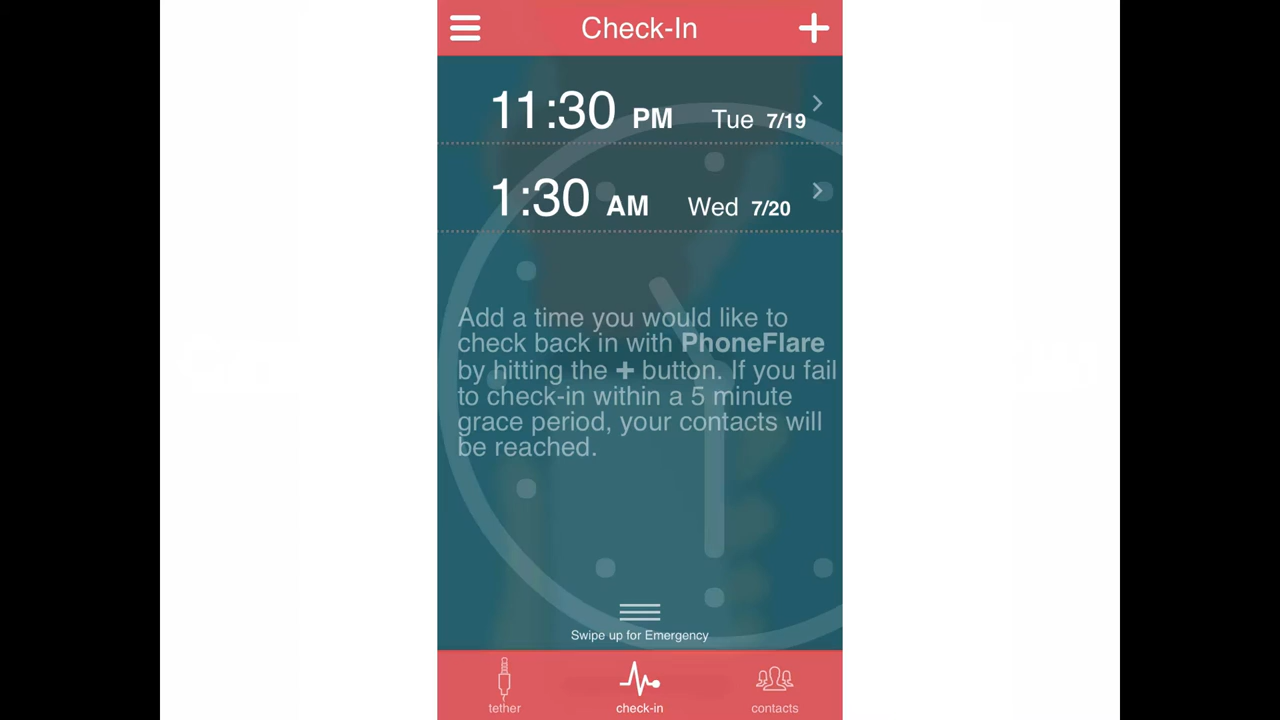 Check-In
11:30 PM Tue 7/19
1:30 AM Wed 7/20
Add a time you would like to
check back in with PhoneFlare
by hitting the + button. If you fail
to check-in within a 5 minute
grace period, your contacts will
be reached.
Swipe up for Emergency
tether check-in contacts